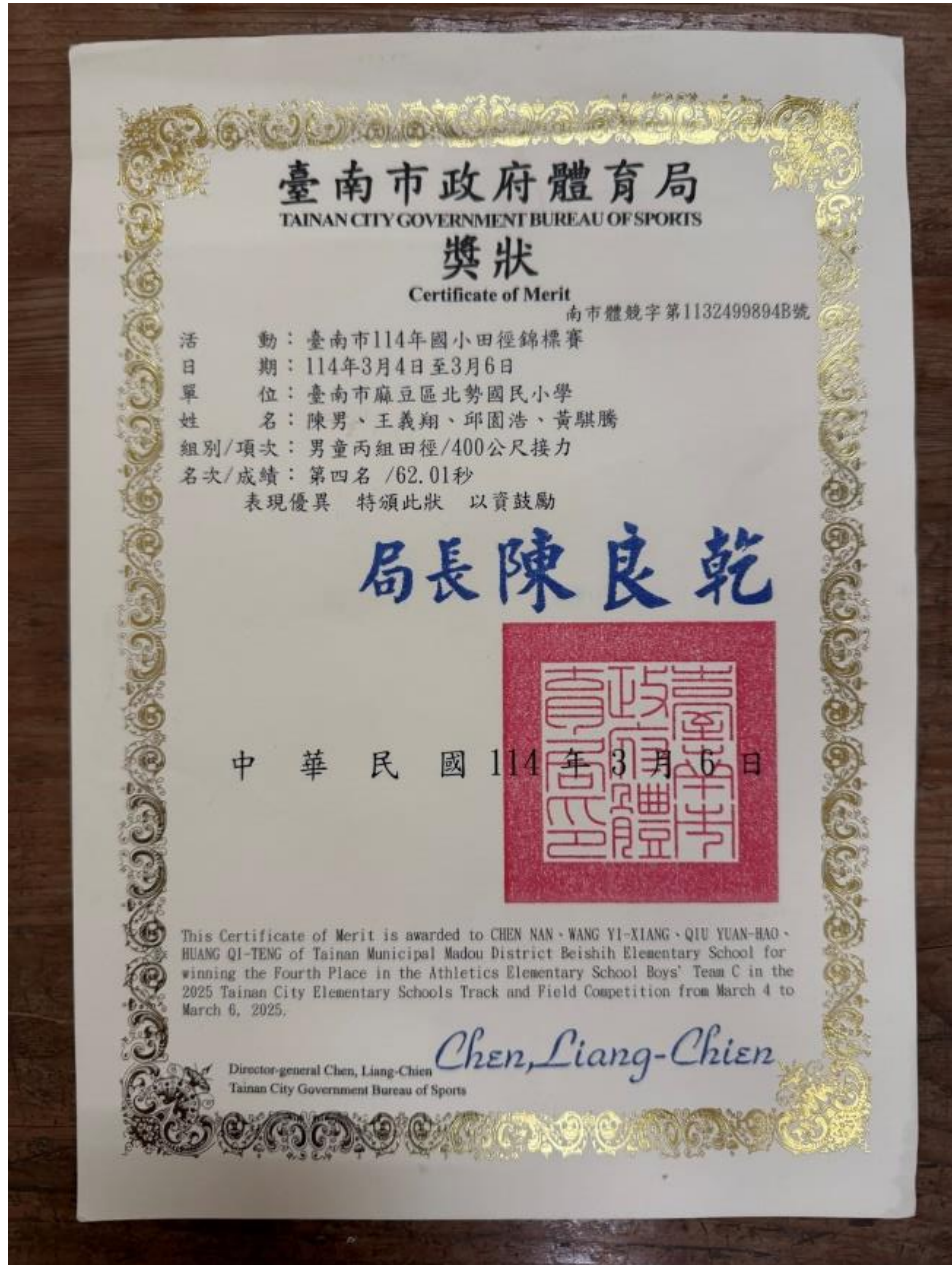 臺南市政府體育局
TAINAN CITY GOVERNMENT BUREAU OF SPORTS
獎狀
Certificate of Merit
南市體競字第1132499894B號
活動：臺南市114年國小田徑錦標賽
日期：114年3月4日至3月6日
單位：臺南市麻豆區北勢國民小學
姓名：陳男、王義翔、邱園浩、黃騏騰
組別/項次：男童丙組田徑/400公尺接力
名次/成績：第四名 /62.01秒
表現優異 特頒此狀 以資鼓勵
局長陳良乾
臺南市政府體育局印
中華民國114年3月6日
This Certificate of Merit is awarded to CHEN NAN、WANG YI-XIANG、QIU YUAN-HAO、
HUANG QI-TENG of Tainan Municipal Madou District Beishih Elementary School for
winning the Fourth Place in the Athletics Elementary School Boys' Team C in the
2025 Tainan City Elementary Schools Track and Field Competition from March 4 to
March 6, 2025.
Chen,Liang-Chien
Director-general Chen, Liang-Chien
Tainan City Government Bureau of Sports